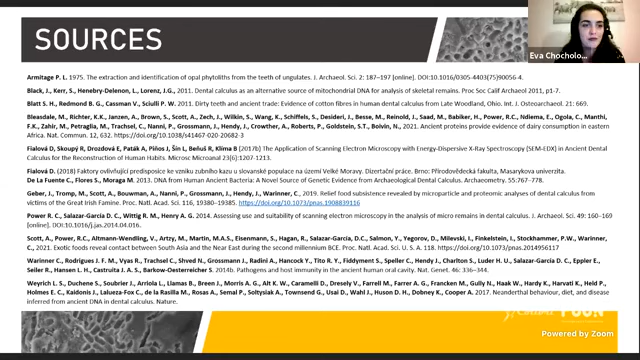 SOURCES
Eva Chocholo...
Armitage P. L. 1975. The extraction and identification of opal phytoliths from the teeth of ungulates. J. Archaeol. Sci. 2: 187–197 [online]. DOI:10.1016/0305-4403(75)90056-4.
Black, J., Kerr, S., Henebry-Delenon, L., Lorenz, J.G., 2011. Dental calculus as an alternative source of mitochondrial DNA for analysis of skeletal remains. Proc Soc Calif Archaeol 2011, p1-7.
Blatt S. H., Redmond B. G., Cassman V., Sciulli P. W. 2011. Dirty teeth and ancient trade: Evidence of cotton fibres in human dental calculus from Late Woodland, Ohio. Int. J. Osteoarchaeol. 21: 669.
Bleasdale, M., Richter, K.K., Janzen, A., Brown, S., Scott, A., Zech, J., Wilkin, S., Wang, K., Schiffels, S., Desideri, J., Besse, M., Reinold, J., Saad, M., Babiker, H., Power, R.C., Ndiema, E., Ogola, C., Manthi,
F.K., Zahir, M., Petraglia, M., Trachsel, C., Nanni, P., Grossmann, J., Hendy, J., Crowther, A., Roberts, P., Goldstein, S.T., Boivin, N., 2021. Ancient proteins provide evidence of dairy consumption in eastern
Africa. Nat. Commun. 12, 632. https://doi.org/10.1038/s41467-020-20682-3
Fialová D, Skoupý R, Drozdová E, Paták A, Piňos J, Šín L, Beňuš R, Klíma B (2017b) The Application of Scanning Electron Microscopy with Energy-Dispersive X-Ray Spectroscopy (SEM-EDX) in Ancient Dental
Calculus for the Reconstruction of Human Habits. Microsc Microanal 23(6):1207-1213.
Fialová D. (2018) Faktory ovlivňující predispozice ke vzniku zubního kazu u slovanské populace na území Velké Moravy. Dizertační práce. Brno: Přírodovědecká fakulta, Masarykova univerzita.
De La Fuente C., Flores S., Moraga M. 2013. DNA from Human Ancient Bacteria: A Novel Source of Genetic Evidence from Archaeological Dental Calculus. Archaeometry. 55:767–778.
Geber, J., Tromp, M., Scott, A., Bouwman, A., Nanni, P., Grossmann, J., Hendy, J., Warinner, C., 2019. Relief food subsistence revealed by microparticle and proteomic analyses of dental calculus from
victims of the Great Irish Famine. Proc. Natl. Acad. Sci. 116, 19380–19385. https://doi.org/10.1073/pnas.1908839116
Power R. C., Salazar-García D. C., Wittig R. M., Henry A. G. 2014. Assessing use and suitability of scanning electron microscopy in the analysis of micro remains in dental calculus. J. Archaeol. Sci. 49: 160–169
[online]. DOI:10.1016/j.jas.2014.04.016.
Scott, A., Power, R.C., Altmann-Wendling, V., Artzy, M., Martin, M.A.S., Eisenmann, S., Hagan, R., Salazar-García, D.C., Salmon, Y., Yegorov, D., Milevski, I., Finkelstein, I., Stockhammer, P.W., Warinner,
C., 2021. Exotic foods reveal contact between South Asia and the Near East during the second millennium BCE. Proc. Natl. Acad. Sci. U. S. A. 118. https://doi.org/10.1073/pnas.2014956117
Warinner C., Rodrigues J. F. M., Vyas R., Trachsel C., Shved N., Grossmann J., Radini A., Hancock Y., Tito R. Y., Fiddyment S., Speller C., Hendy J., Charlton S., Luder H. U., Salazar-García D. C., Eppler E.,
Seiler R., Hansen L. H., Castruita J. A. S., Barkow-Oesterreicher S. 2014b. Pathogens and host immunity in the ancient human oral cavity. Nat. Genet. 46: 336–344.
Weyrich L. S., Duchene S., Soubrier J., Arriola L., Llamas B., Breen J., Morris A. G., Alt K. W., Caramelli D., Dresely V., Farrell M., Farrer A. G., Francken M., Gully N., Haak W., Hardy K., Harvati K., Held P.,
Holmes E. C., Kaidonis J., Lalueza-Fox C., de la Rasilla M., Rosas A., Semal P., Soltysiak A., Townsend G., Usai D., Wahl J., Huson D. H., Dobney K., Cooper A. 2017. Neanderthal behaviour, diet, and disease
inferred from ancient DNA in dental calculus. Nature.
Powered by Zoom